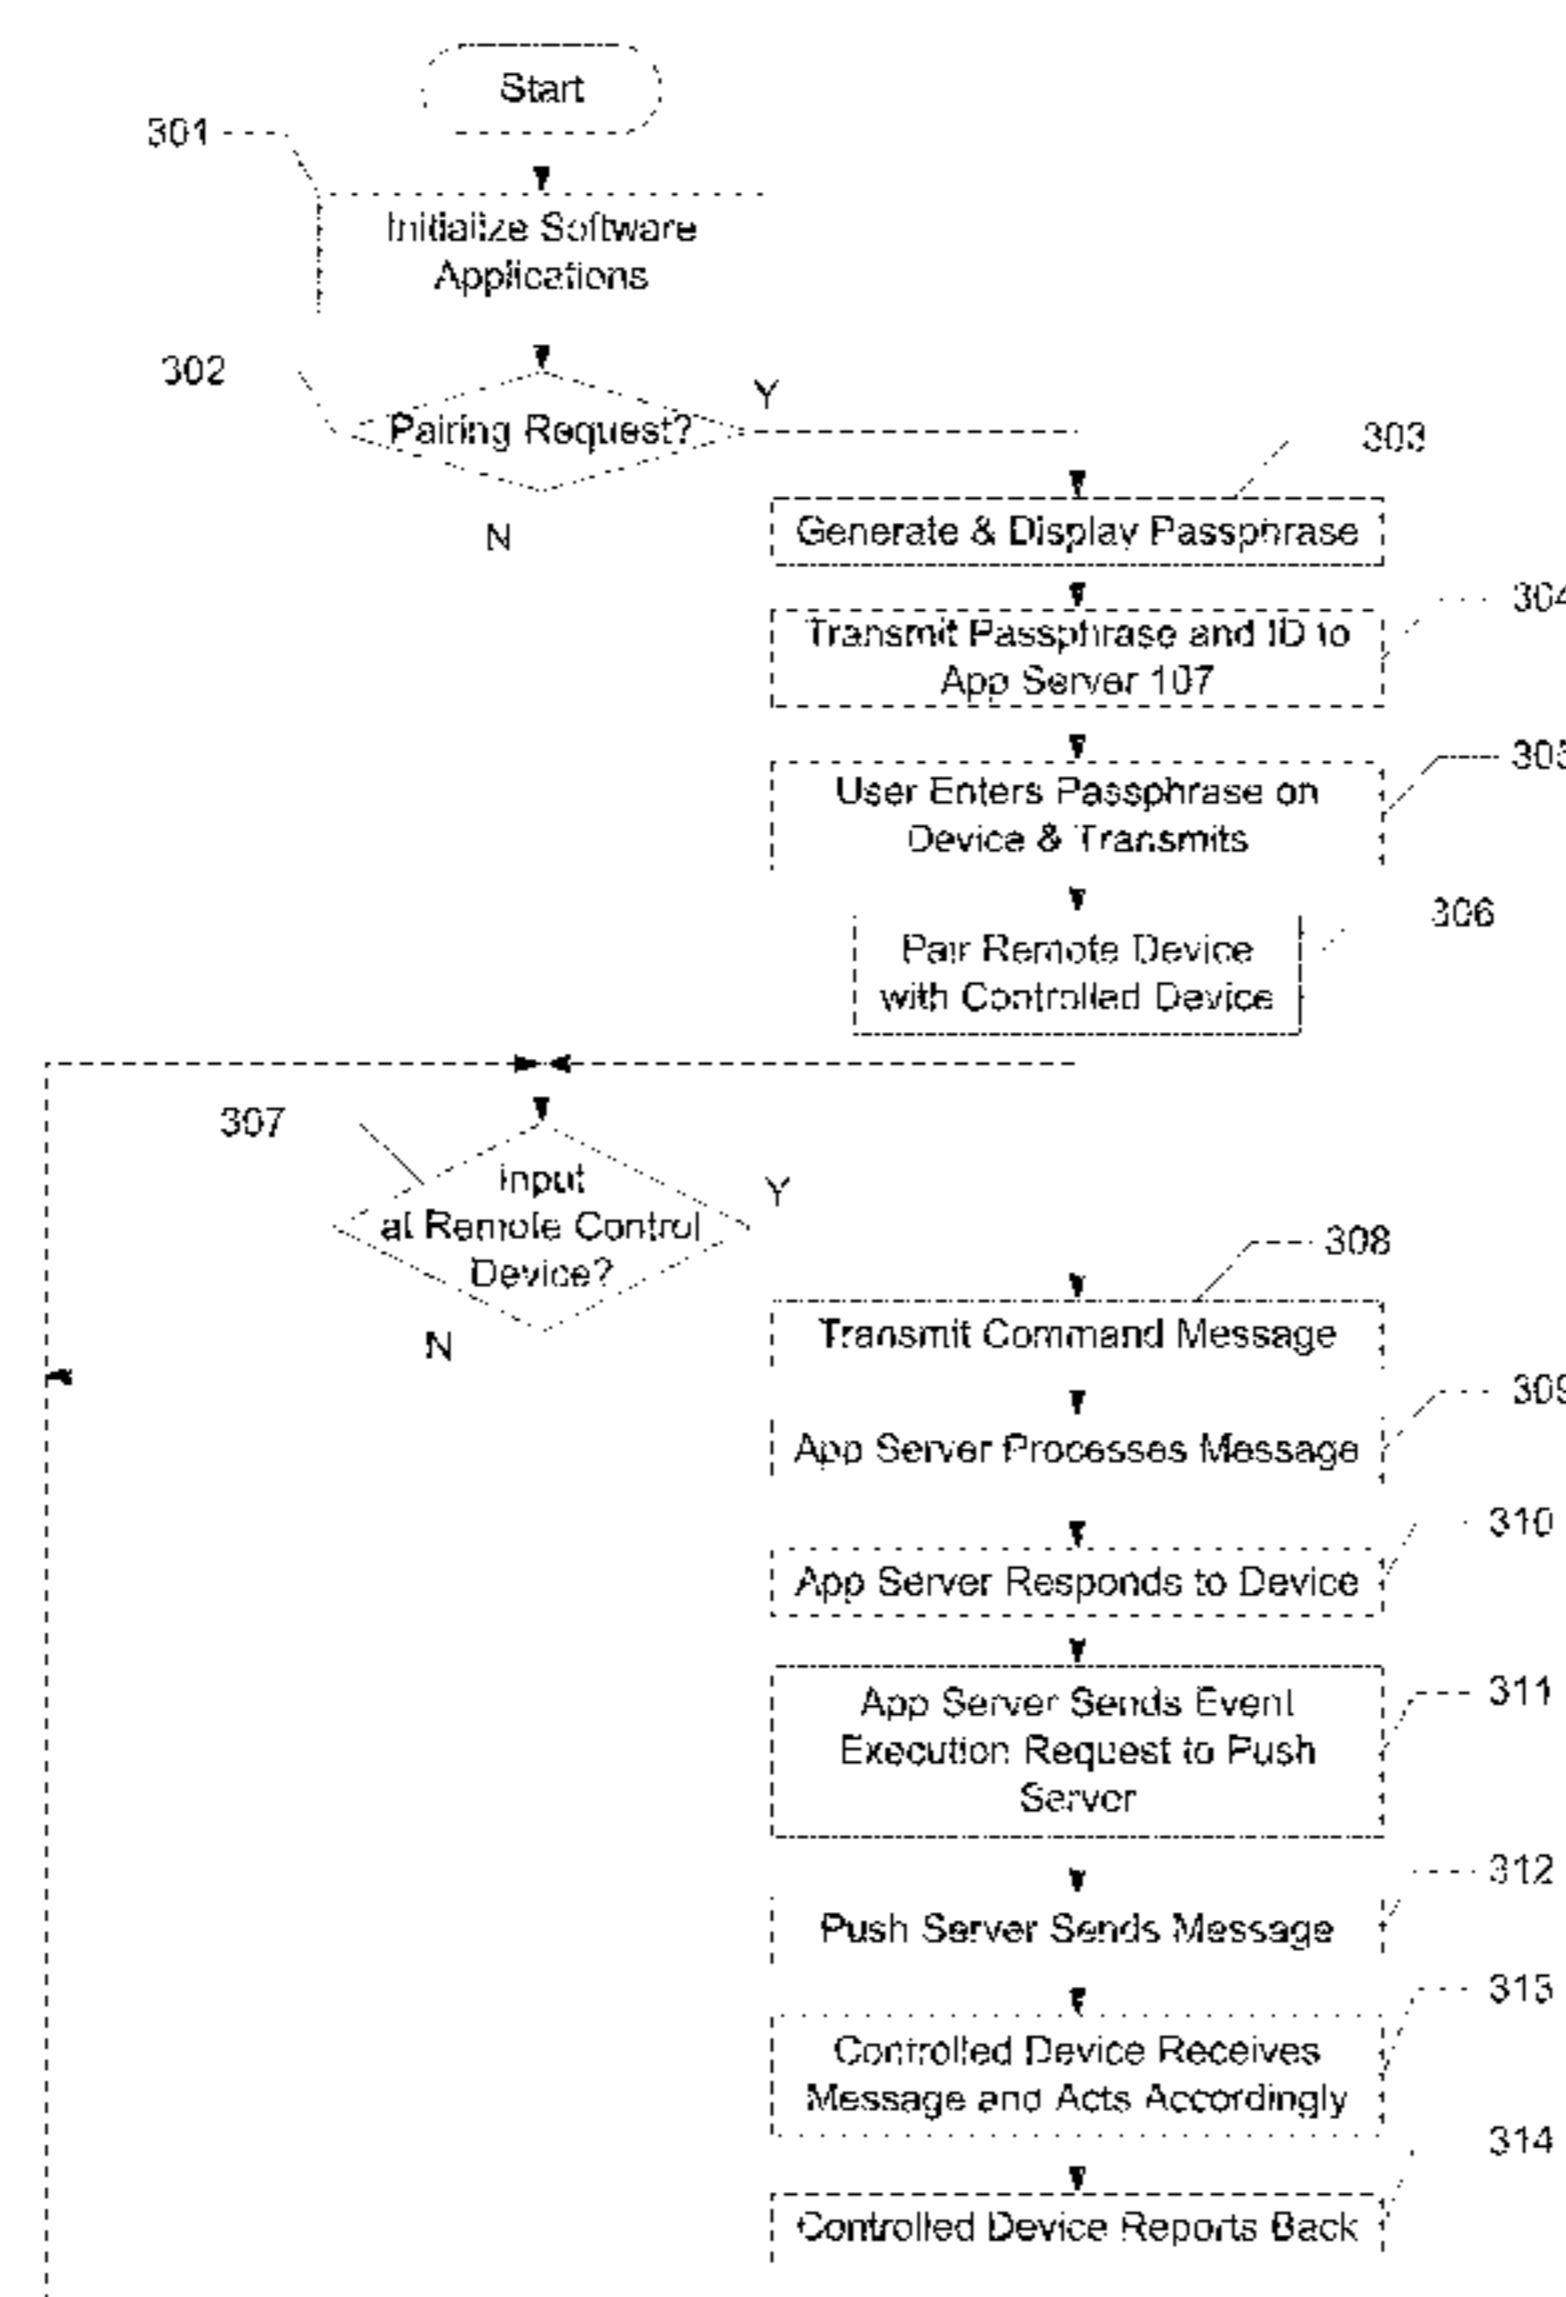 Start
301
Initialize Software
Applications
302
Pairing Request?
Y
N
303
Generate & Display Passphrase
304
Transmit Passphrase and ID to
App Server 107
305
User Enters Passphrase on
Device & Transmits
306
Pair Remote Device
with Controlled Device
307
Input
at Remote Control
Device?
Y
N
308
Transmit Command Message
309
App Server Processes Message
310
App Server Responds to Device
311
App Server Sends Event
Execution Request to Push
Server
312
Push Server Sends Message
313
Controlled Device Receives
Message and Acts Accordingly
314
Controlled Device Reports Back